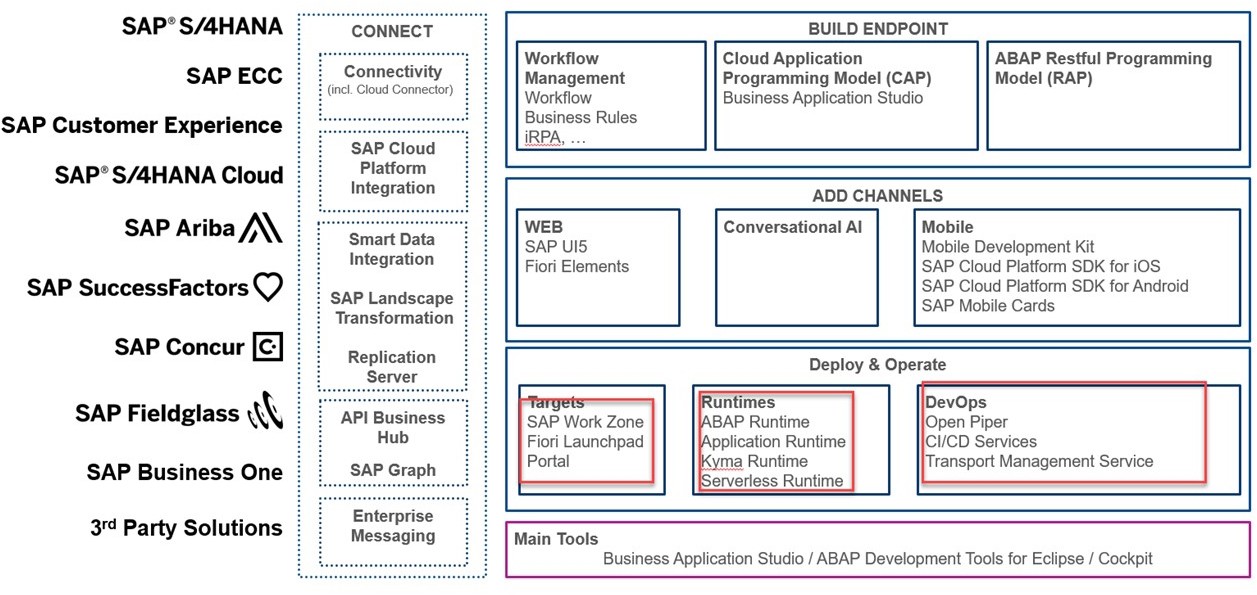 SAP® S/4HANA
SAP ECC
SAP Customer Experience
SAP® S/4HANA Cloud
SAP Ariba
SAP SuccessFactors
SAP Concur
SAP Fieldglass
SAP Business One
3rd Party Solutions
CONNECT
Connectivity
(incl. Cloud Connector)
SAP Cloud
Platform
Integration
Smart Data
Integration
SAP Landscape
Transformation
Replication
Server
API Business
Hub
SAP Graph
Enterprise
Messaging
BUILD ENDPOINT
Workflow
Management
Workflow
Business Rules
iRPA, …
Cloud Application
Programming Model (CAP)
Business Application Studio
ABAP Restful Programming
Model (RAP)
ADD CHANNELS
WEB
SAP UI5
Fiori Elements
Conversational AI
Mobile
Mobile Development Kit
SAP Cloud Platform SDK for iOS
SAP Cloud Platform SDK for Android
SAP Mobile Cards
Deploy & Operate
Targets
SAP Work Zone
Fiori Launchpad
Portal
Runtimes
ABAP Runtime
Application Runtime
Kyma Runtime
Serverless Runtime
DevOps
Open Piper
CI/CD Services
Transport Management Service
Main Tools
Business Application Studio / ABAP Development Tools for Eclipse / Cockpit